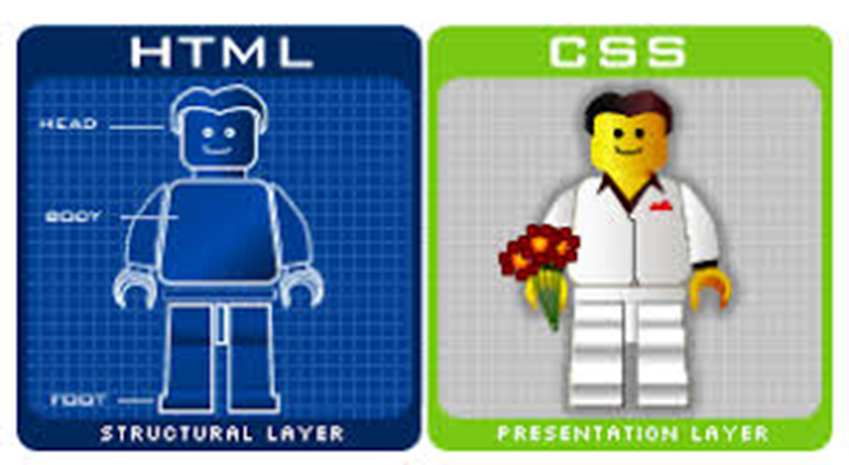 HTML
HEAD
BODY
FOOT
STRUCTURAL LAYER
CSS
PRESENTATION LAYER